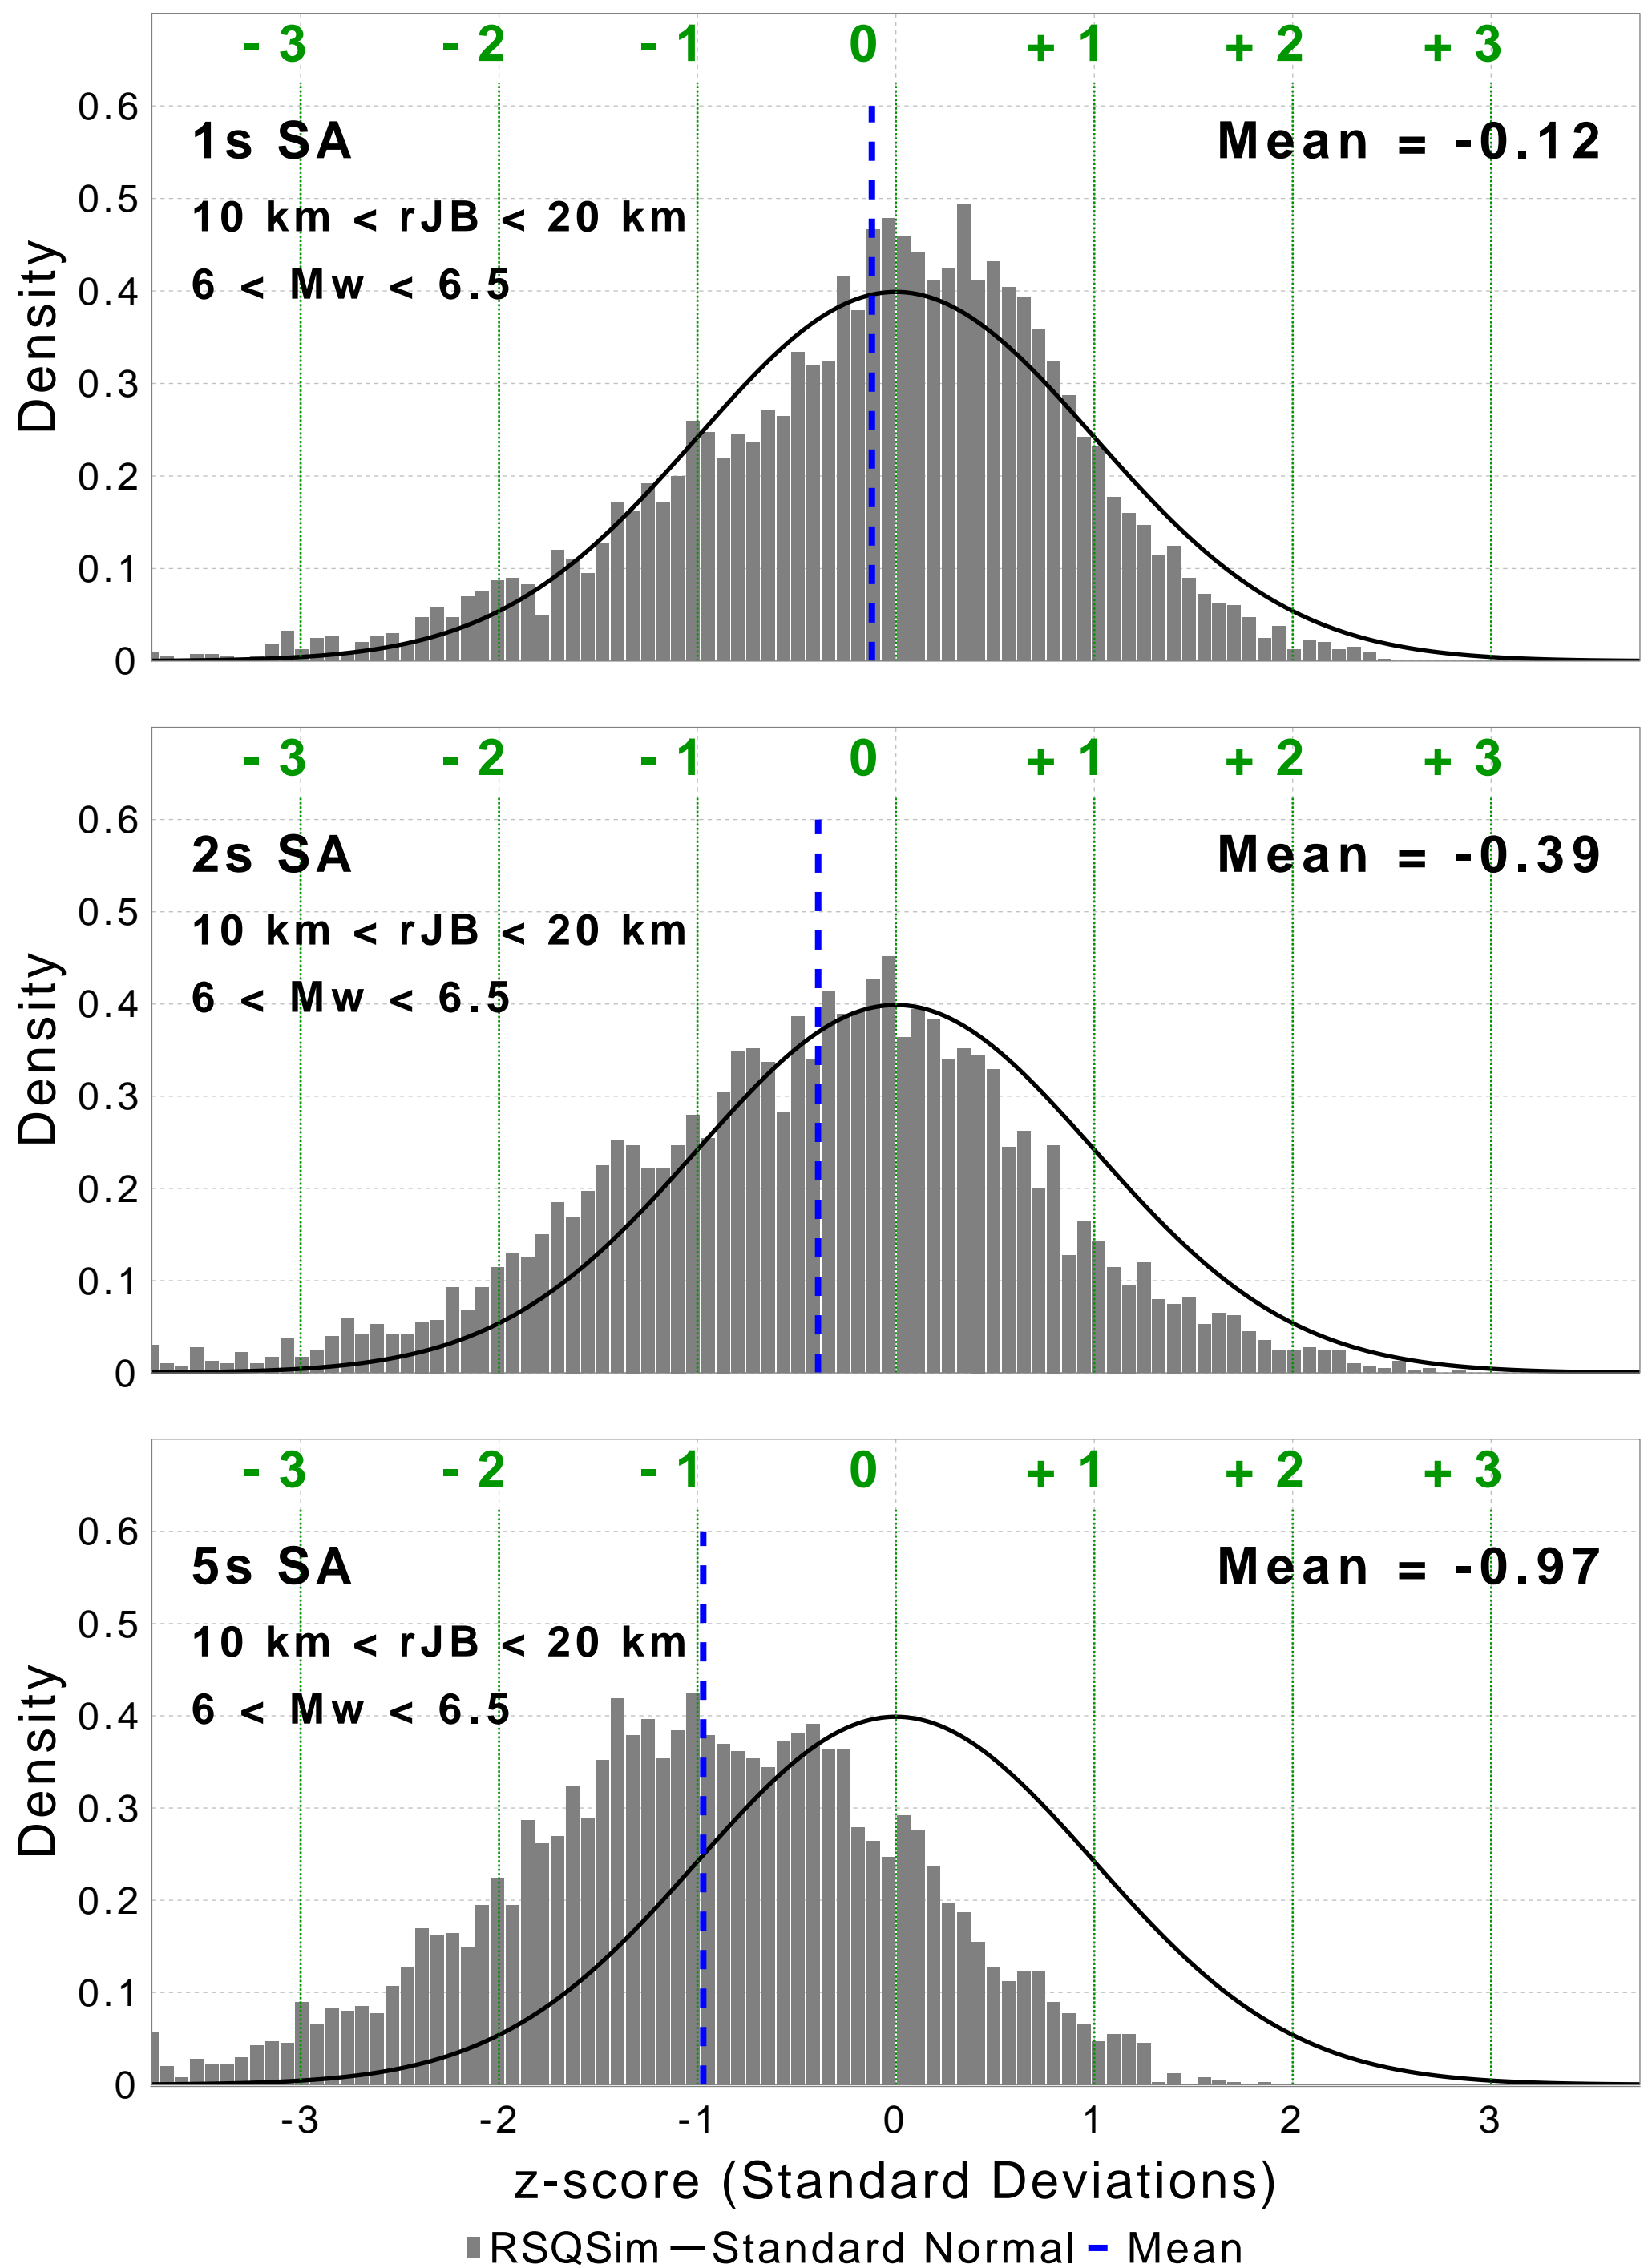 - 3 - 2 - 1 0 + 1 + 2 + 3
0.6
1s SA Mean = -0.12
0.5
10 km < rJB < 20 km
0.4
6 < Mw < 6.5
0.3
0.2
0.1
0
Density
- 3 - 2 - 1 0 + 1 + 2 + 3
0.6
2s SA Mean = -0.39
0.5
10 km < rJB < 20 km
0.4
6 < Mw < 6.5
0.3
0.2
0.1
0
Density
- 3 - 2 - 1 0 + 1 + 2 + 3
0.6
5s SA Mean = -0.97
0.5
10 km < rJB < 20 km
0.4
6 < Mw < 6.5
0.3
0.2
0.1
0
Density
-3 -2 -1 0 1 2 3
z-score (Standard Deviations)
RSQSim Standard Normal Mean